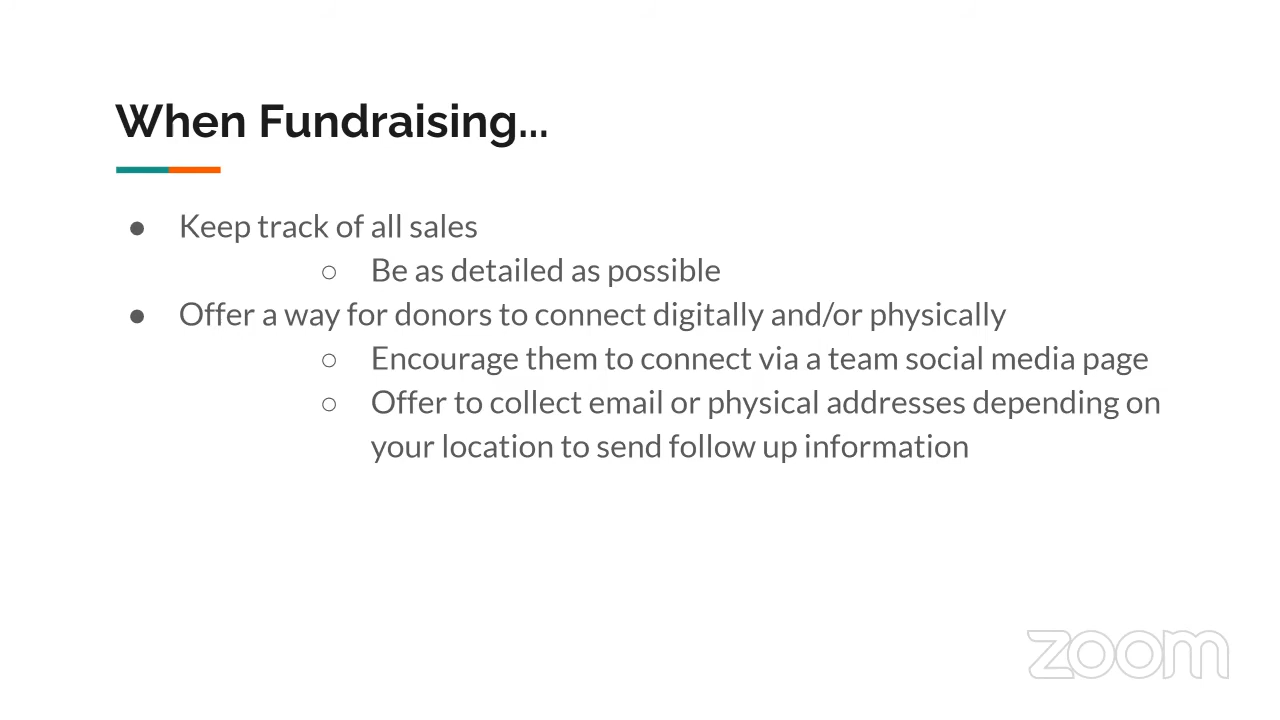 When Fundraising...
● Keep track of all sales
○ Be as detailed as possible
● Offer a way for donors to connect digitally and/or physically
○ Encourage them to connect via a team social media page
○ Offer to collect email or physical addresses depending on
your location to send follow up information
zoom